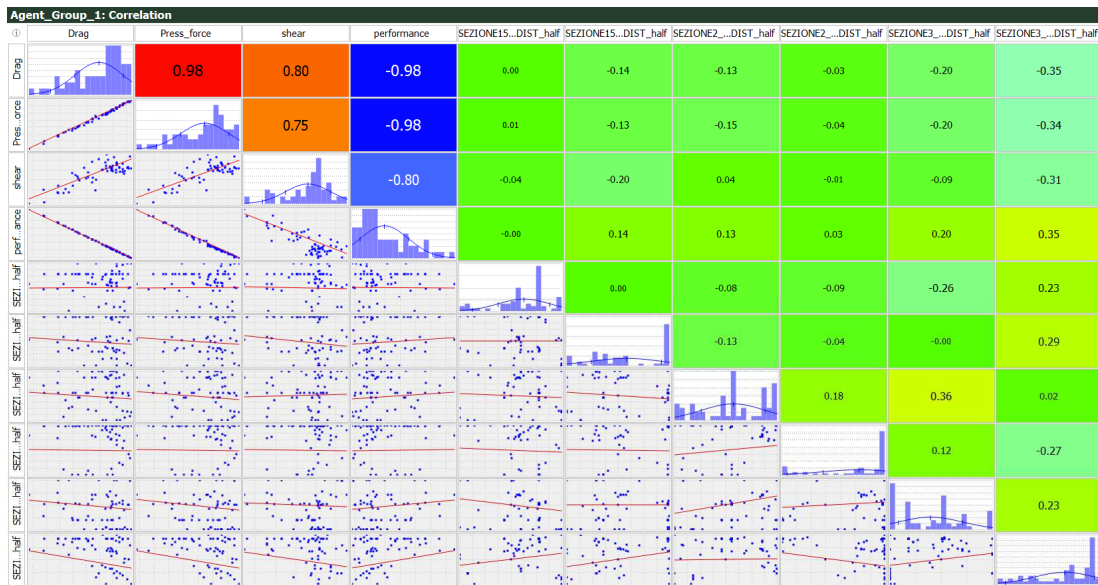 Agent_Group_1: Correlation
Drag Press_force shear performance SEZIONE15...DIST_half SEZIONE15...DIST_half SEZIONE2_...DIST_half SEZIONE2_...DIST_half SEZIONE3_...DIST_half SEZIONE3_...DIST_half
Drag 0.98 0.80 -0.98 0.00 -0.14 -0.13 -0.03 -0.20 -0.35
Pres...orce 0.75 -0.98 0.01 -0.13 -0.15 -0.04 -0.20 -0.34
shear -0.80 -0.04 -0.20 0.04 -0.01 -0.09 -0.31
perf...ance -0.00 0.14 0.13 0.03 0.20 0.35
SEZI...half 0.00 -0.08 -0.09 -0.26 0.23
SEZI...half -0.13 -0.04 -0.00 0.29
SEZI...half 0.18 0.36 0.02
SEZI...half 0.12 -0.27
SEZI...half 0.23
SEZI...half